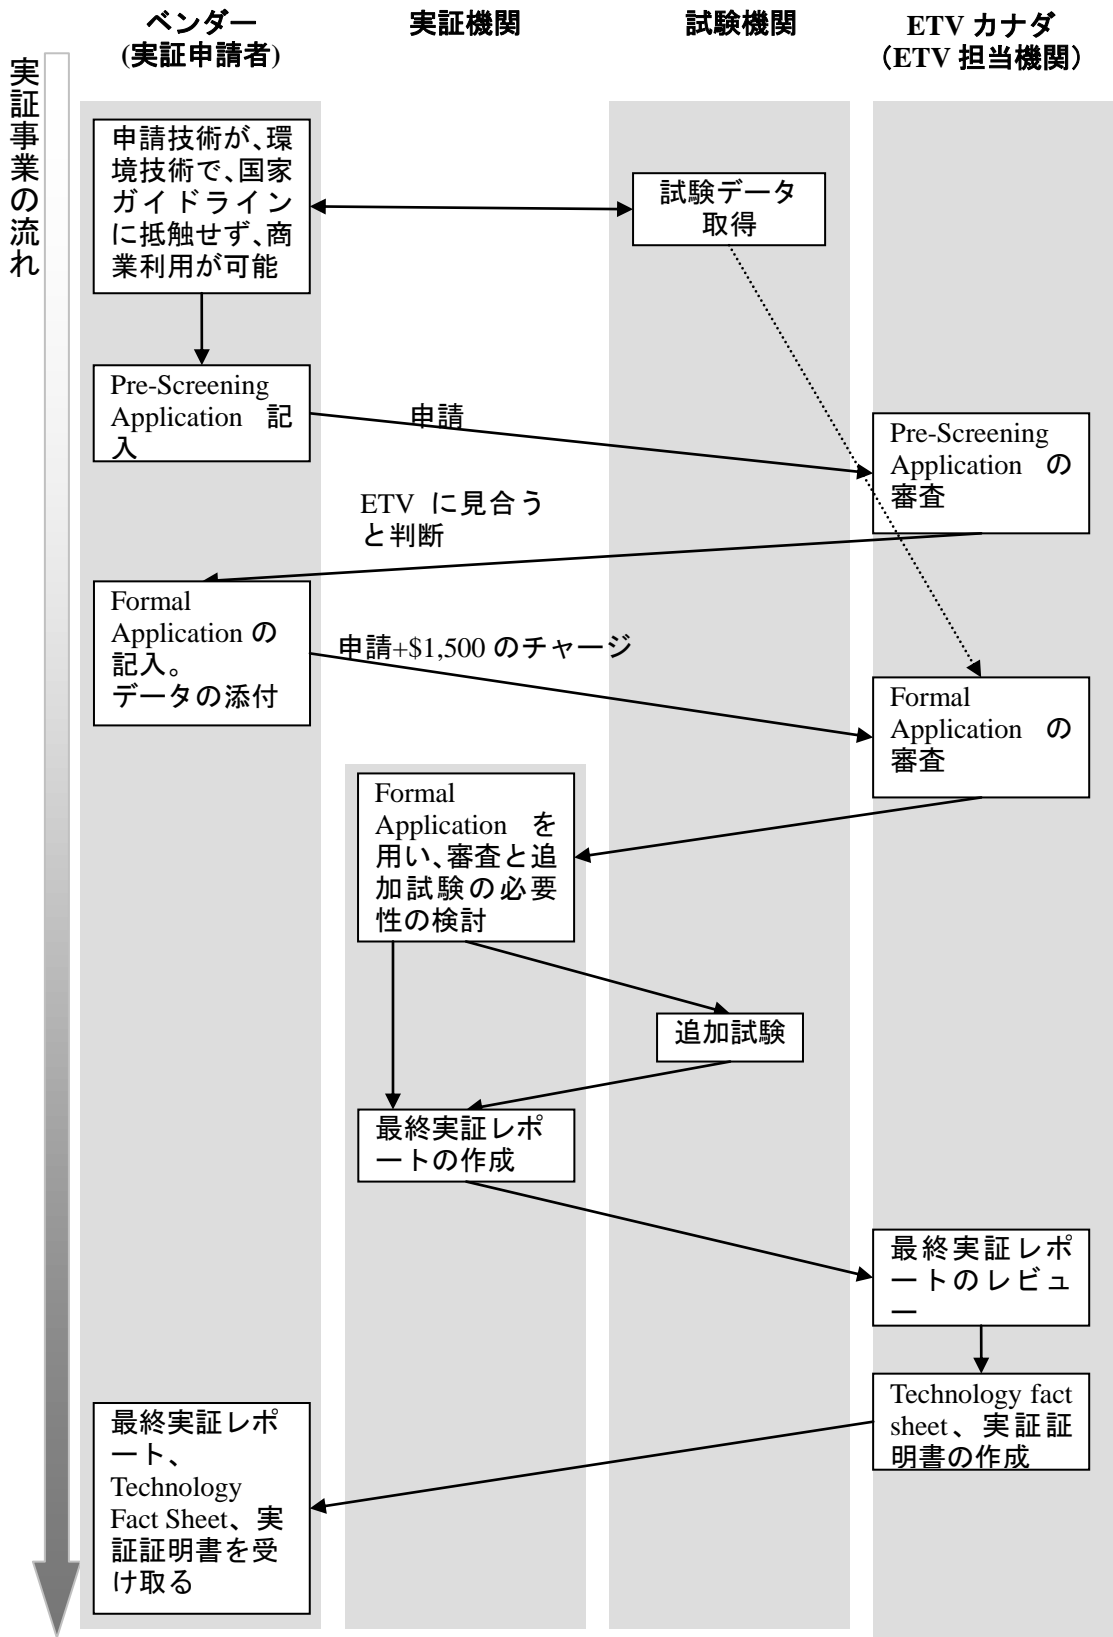 ベンダー
(実証申請者)
実証機関
試験機関
ETV カナダ
（ETV 担当機関）
実証事業の流れ
申請技術が、環
境技術で、国家
ガイドライン
に抵触せず、商
業利用が可能
試験データ
取得
Pre-Screening
Application 記
入
申請
Pre-Screening
Application の
審査
ETV に見合う
と判断
Formal
Application の
記入。
データの添付
申請+$1,500 のチャージ
Formal
Application の
審査
Formal
Application を
用い、審査と追
加試験の必要
性の検討
追加試験
最終実証レポ
ートの作成
最終実証レポ
ートのレビュ
ー
Technology fact
sheet、実証証
明書の作成
最終実証レポ
ート、
Technology
Fact Sheet、実
証証明書を受
け取る